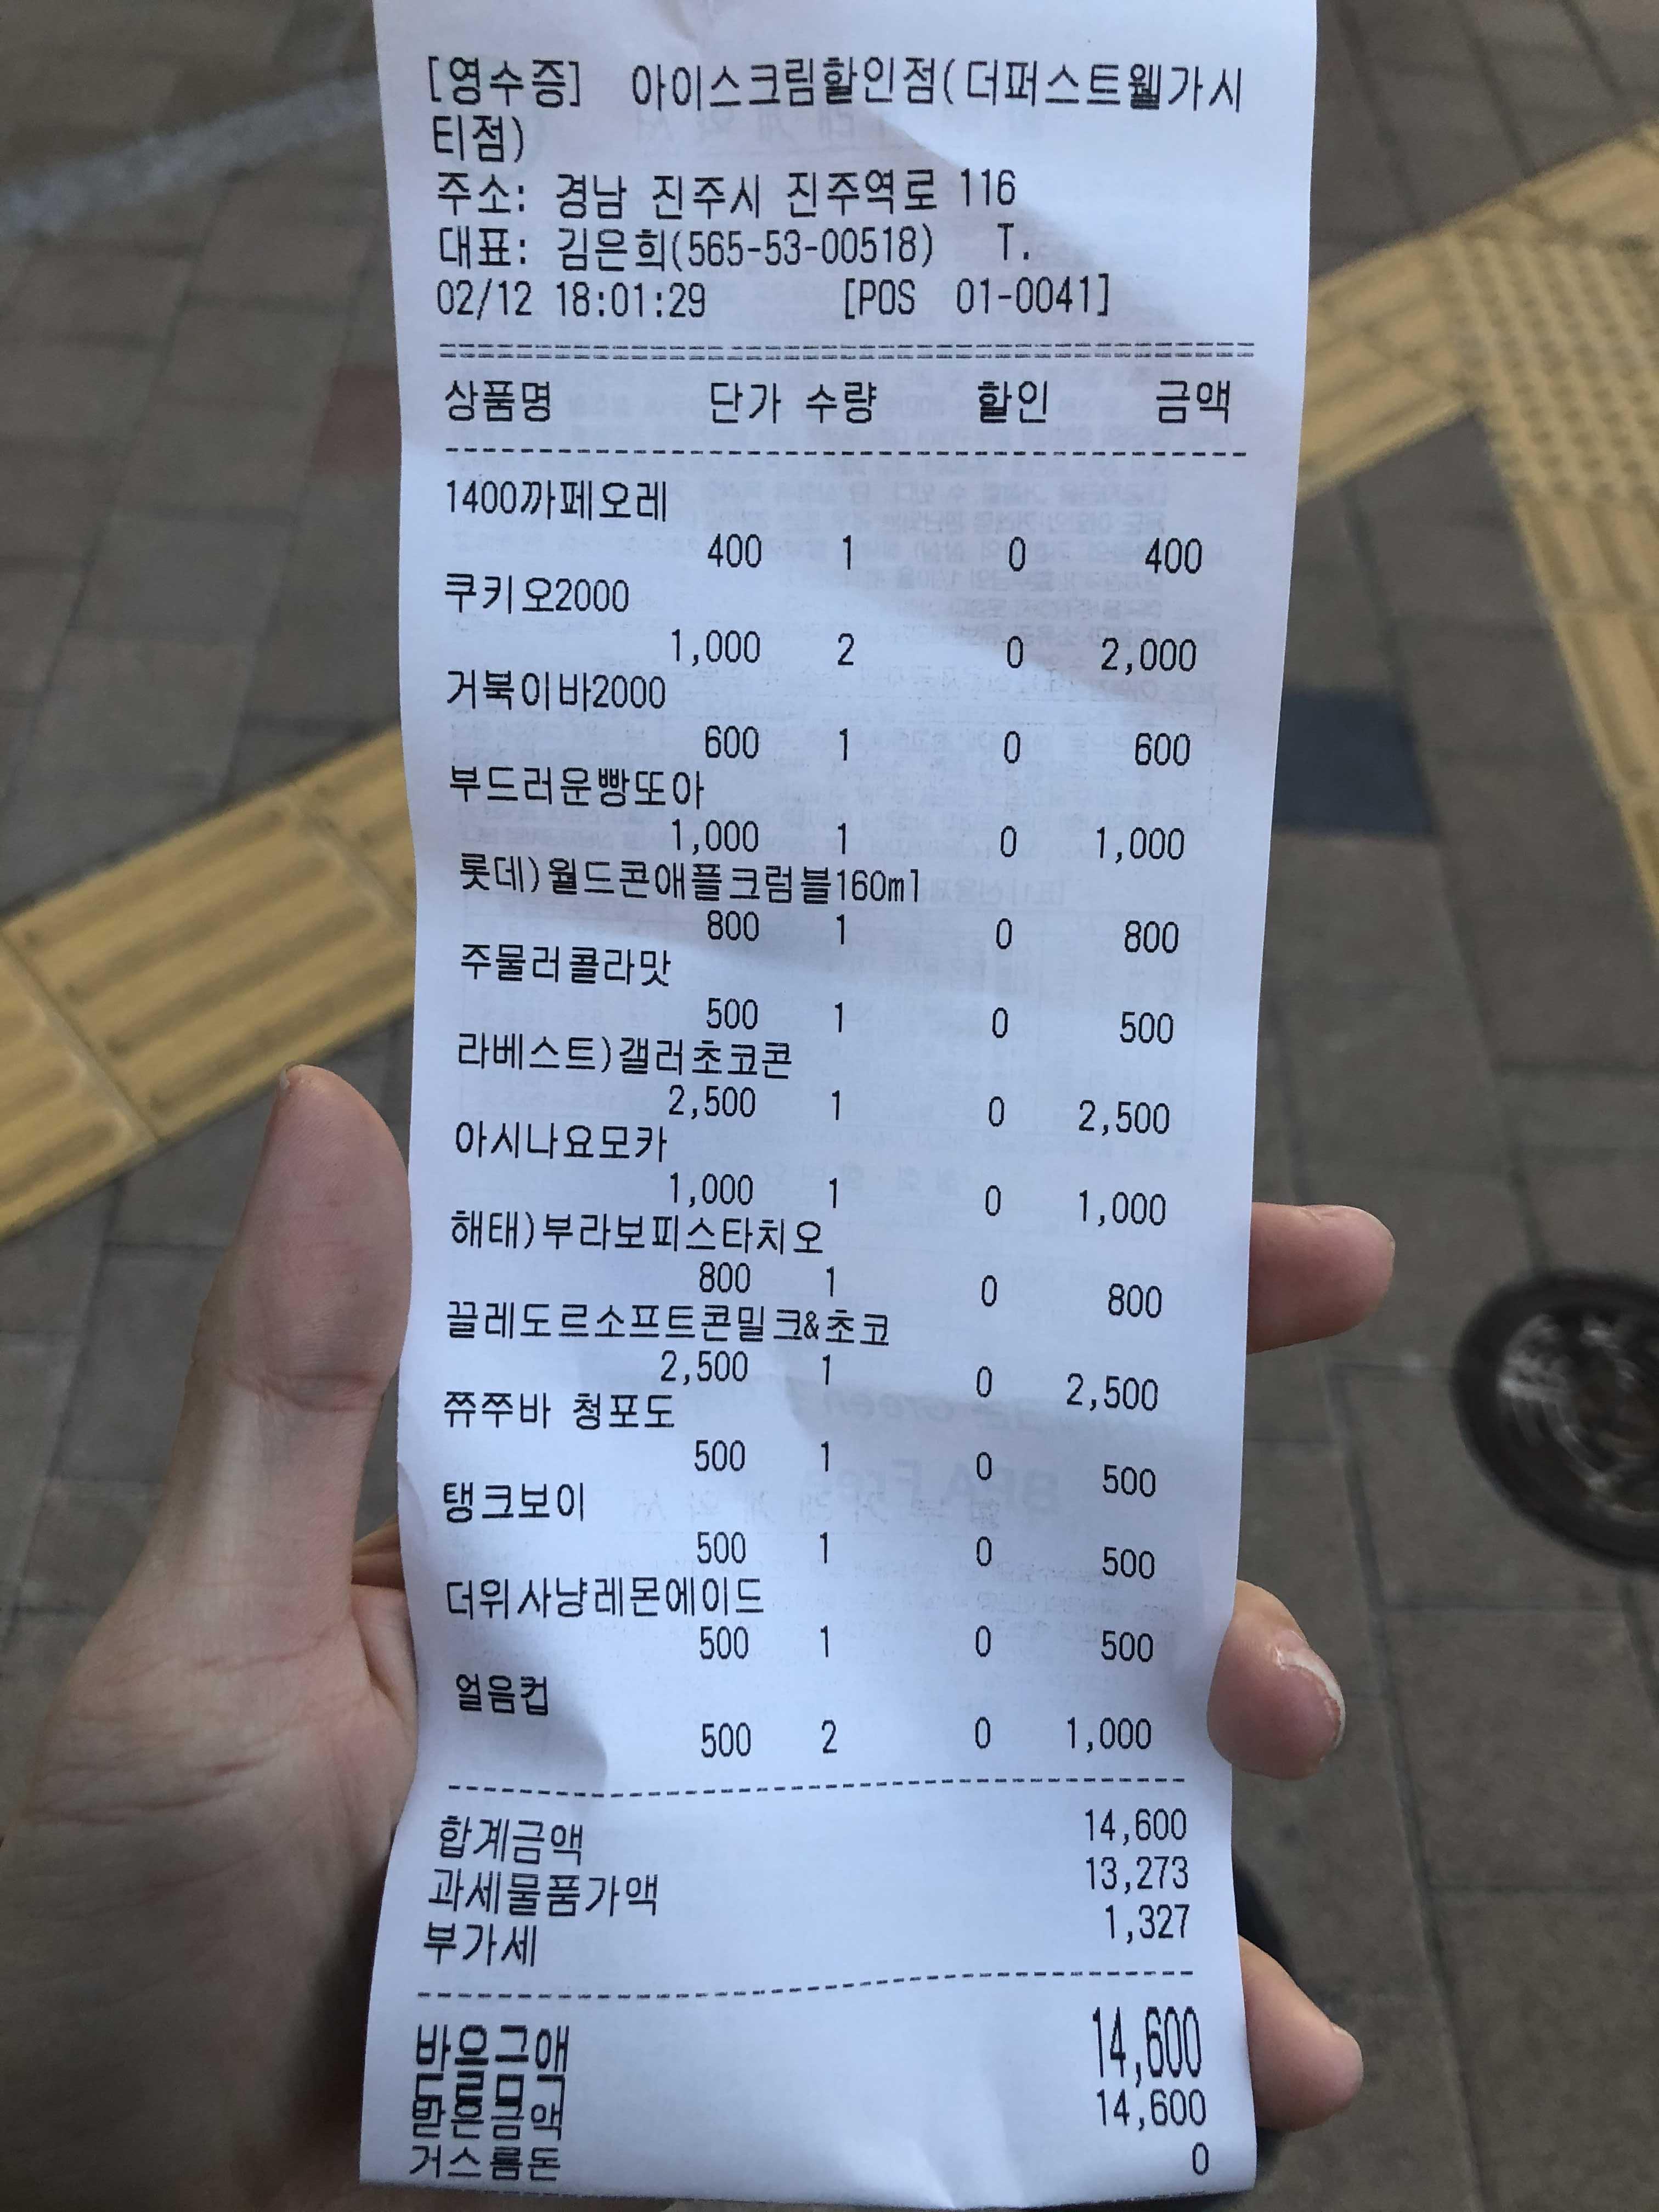 [영수증] 아이스크림할인점(더퍼스트웰가시
티점)
주소: 경남 진주시 진주역로 116
대표: 김은희(565-53-00518) T.
02/12 18:01:29 [POS 01-0041]
상품명 단가 수량 할인 금액
1400까페오레
400 1 0 400
쿠키오2000
1,000 2 0 2,000
거북이바2000
600 1 0 600
부드러운빵또아
1,000 1 0 1,000
롯데)월드콘애플크럼블160ml
800 1 0 800
주물러콜라맛
500 1 0 500
라베스트)갤러초코콘
2,500 1 0 2,500
아시나요모카
1,000 1 0 1,000
해태)부라보피스타치오
800 1 0 800
끌레도르소프트콘밀크&초코
2,500 1 0 2,500
쮸쭈바 청포도
500 1 0 500
탱크보이
500 1 0 500
더위사냥레몬에이드
500 1 0 500
얼음컵
500 2 0 1,000
합계금액 14,600
과세물품가액 13,273
부가세 1,327
받을금액 14,600
받은금액 14,600
거스름돈 0